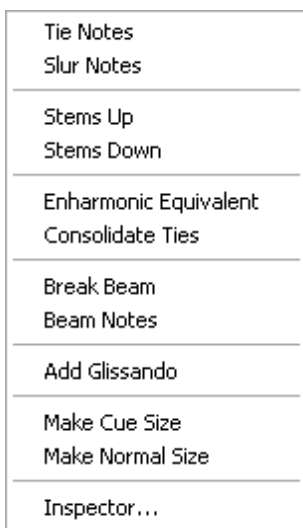 Tie Notes
Slur Notes
Stems Up
Stems Down
Enharmonic Equivalent
Consolidate Ties
Break Beam
Beam Notes
Add Glissando
Make Cue Size
Make Normal Size
Inspector...